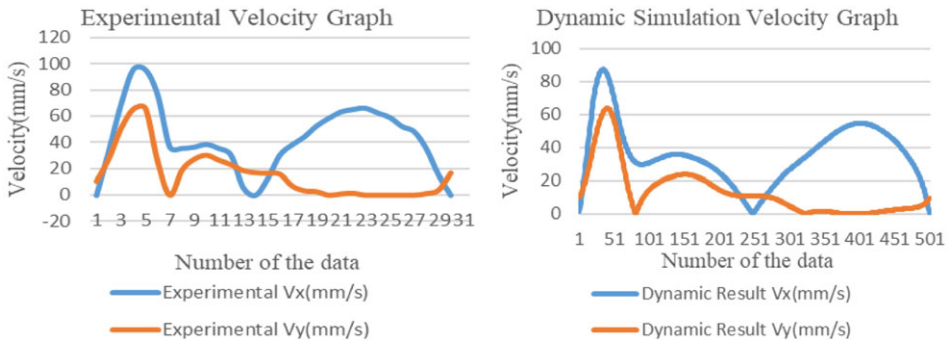 Experimental Velocity Graph
Velocity(mm/s)
120
100
80
60
40
20
0
-20
1 3 5 7 9 11 13 15 17 19 21 23 25 27 29 31
Number of the data
Experimental Vx(mm/s)
Experimental Vy(mm/s)
Dynamic Simulation Velocity Graph
Velocity(mm/s)
100
80
60
40
20
0
1 51 101 151 201 251 301 351 401 451 501
Number of the data
Dynamic Result Vx(mm/s)
Dynamic Result Vy(mm/s)